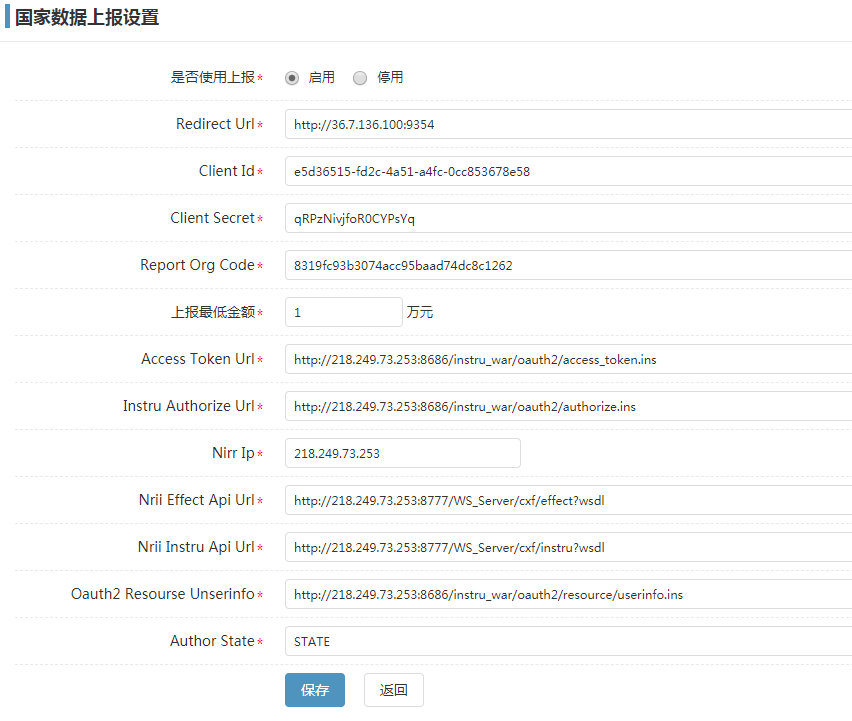 国家数据上报设置
是否使用上报* 启用 停用
Redirect Url* http://36.7.136.100:9354
Client Id* e5d36515-fd2c-4a51-a4fc-0cc853678e58
Client Secret* qRPzNivjfoR0CYPsYq
Report Org Code* 8319fc93b3074acc95baad74dc8c1262
上报最低金额* 1 万元
Access Token Url* http://218.249.73.253:8686/instru_war/oauth2/access_token.ins
Instru Authorize Url* http://218.249.73.253:8686/instru_war/oauth2/authorize.ins
Nirr Ip* 218.249.73.253
Nrii Effect Api Url* http://218.249.73.253:8777/WS_Server/cxf/effect?wsdl
Nrii Instru Api Url* http://218.249.73.253:8777/WS_Server/cxf/instru?wsdl
Oauth2 Resourse Unserinfo* http://218.249.73.253:8686/instru_war/oauth2/resource/userinfo.ins
Author State* STATE
保存 返回